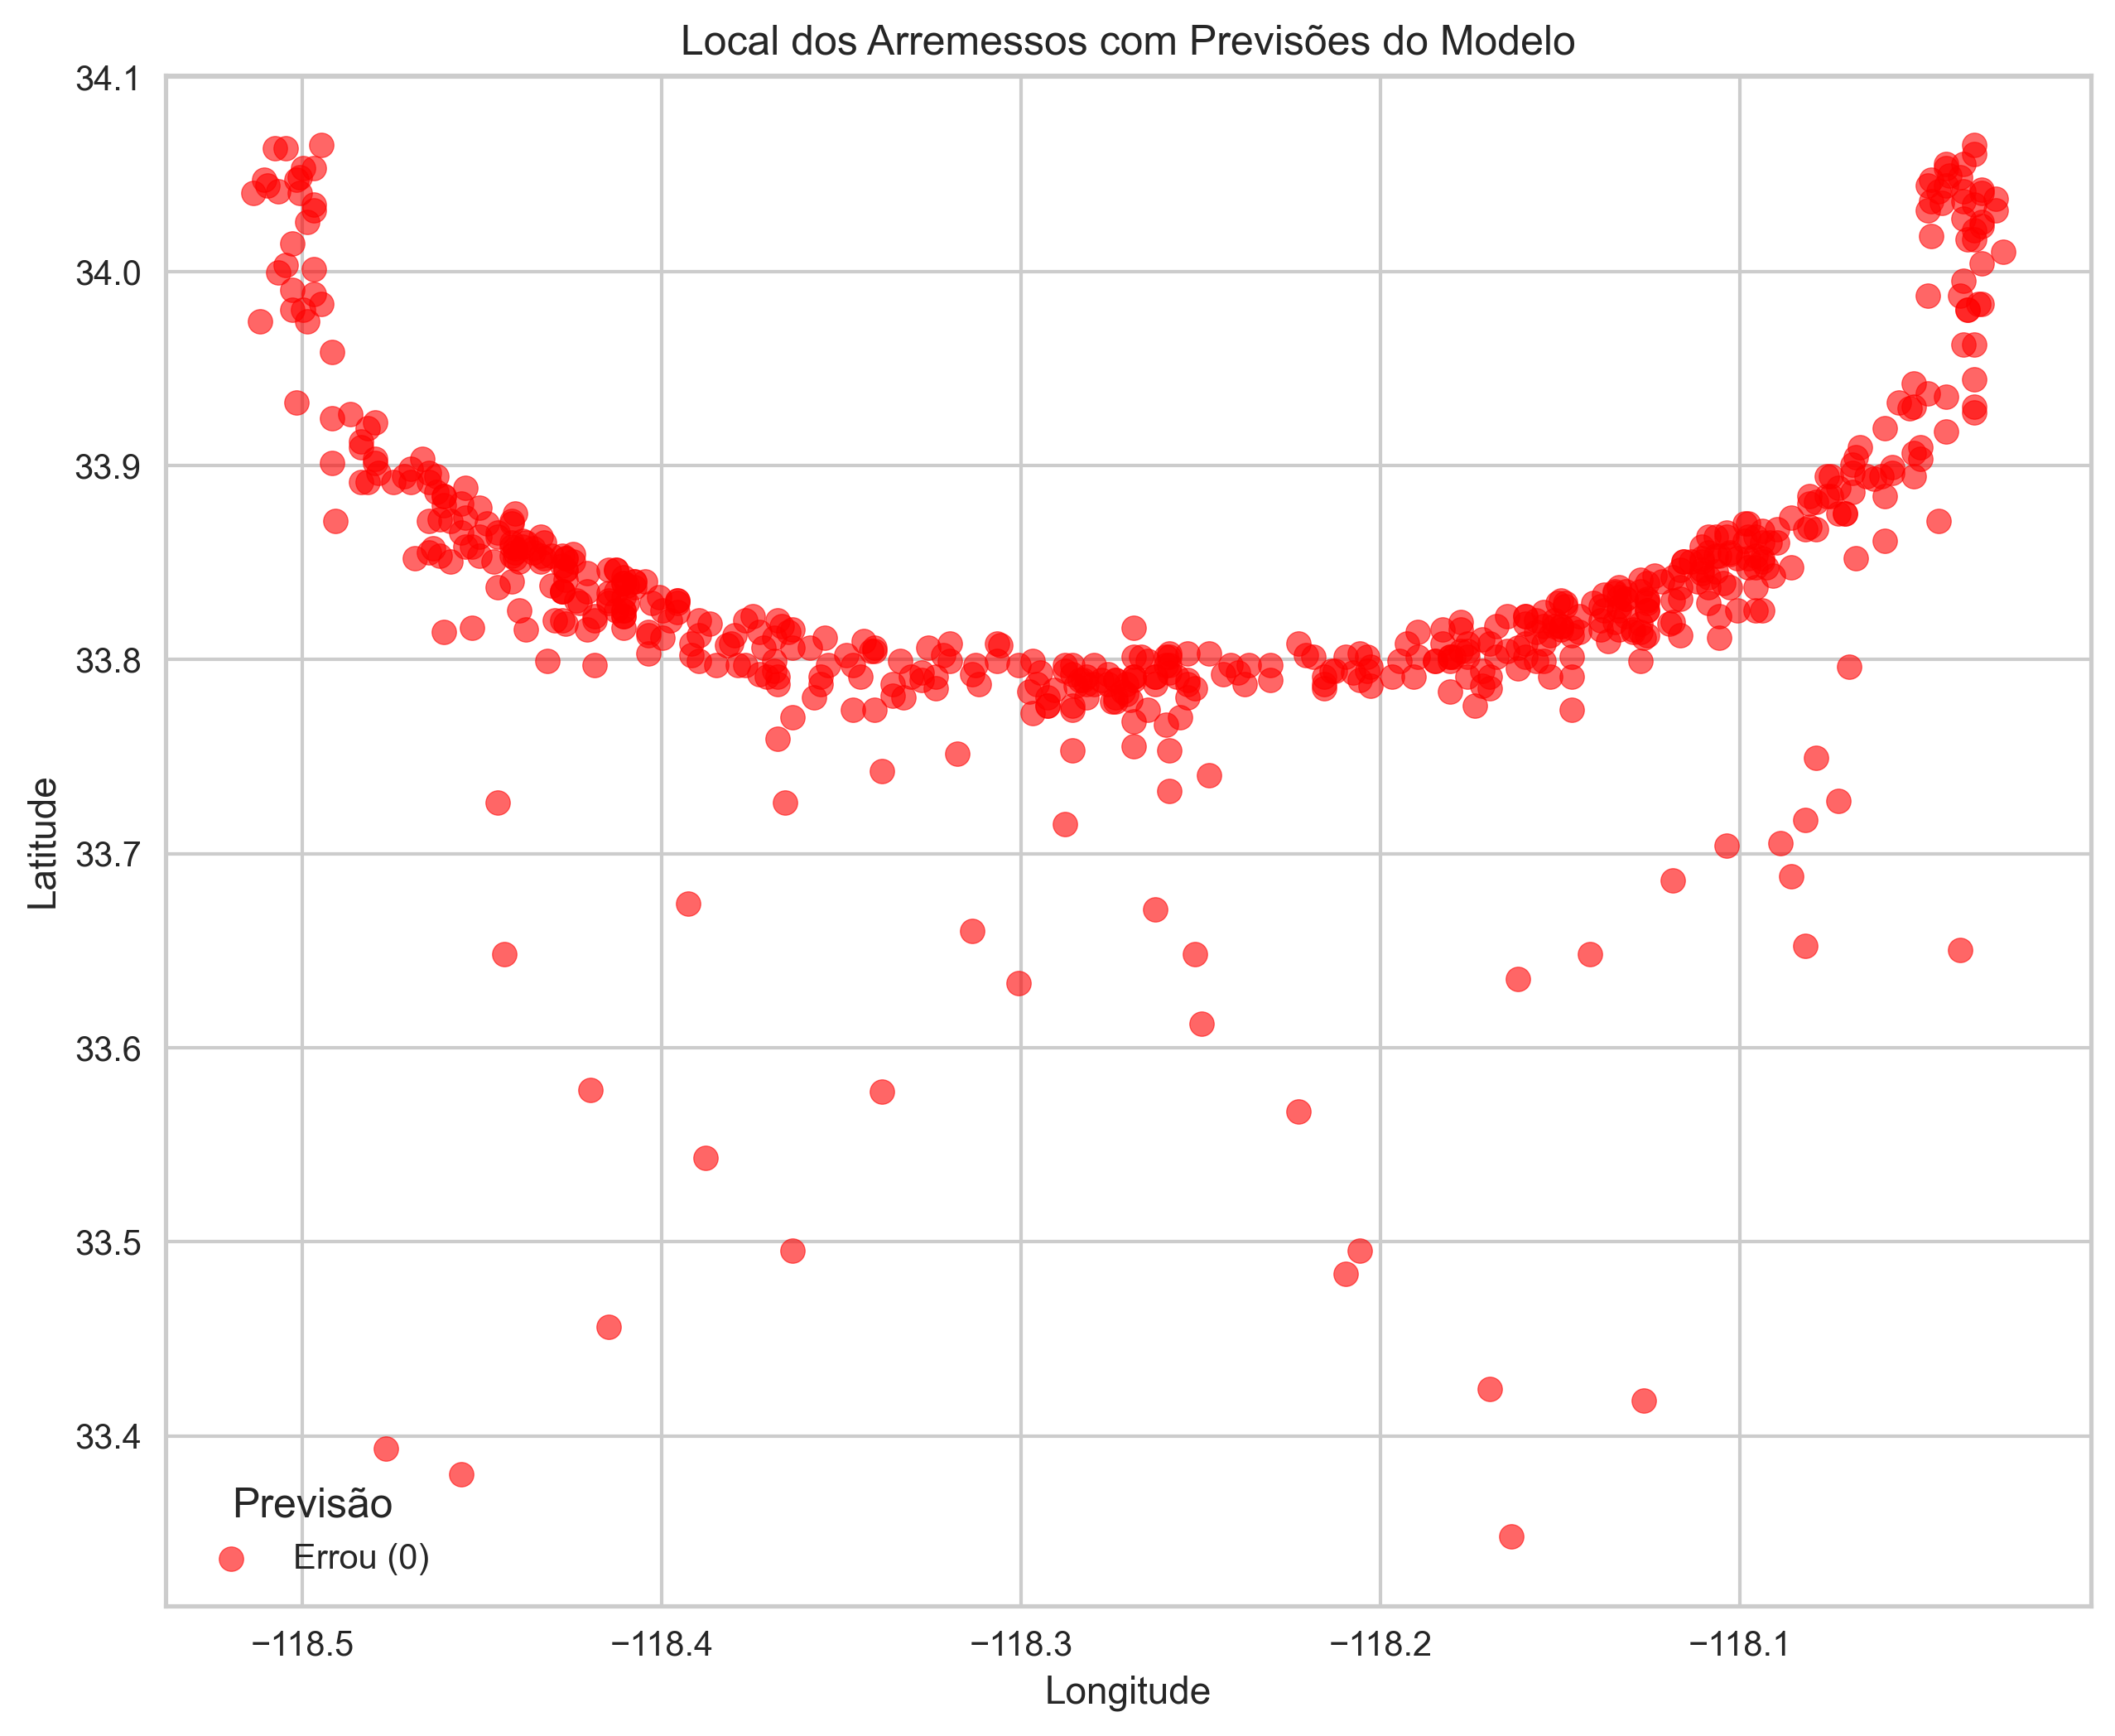 Local dos Arremessos com Previsões do Modelo
34.1
34.0
33.9
33.8
33.7
33.6
33.5
33.4
Latitude
Previsão
Errou (0)
−118.5
−118.4
−118.3
−118.2
−118.1
Longitude